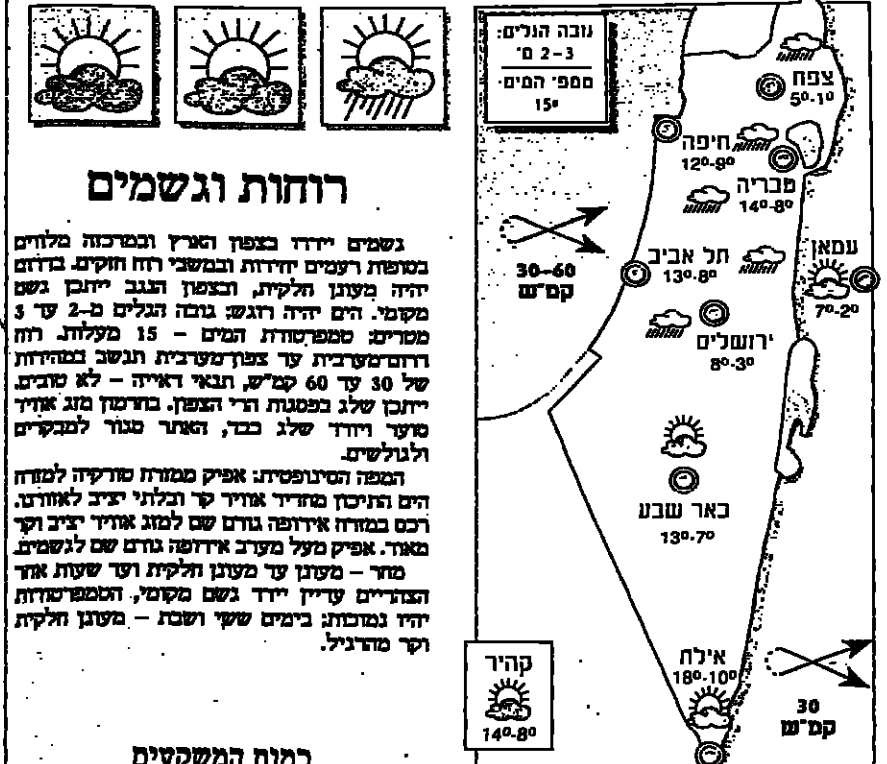 רוחות וגשמים
גשמים יירדו בצפון הארץ ובמרכזה מלווים
בסופות רעמים יחידות ובמשבי רוח חזקים. בדרום
יהיה מעונן חלקית, ובצפון הנגב ייתכן גשם
מקומי. הים יהיה רוגש; גובה הגלים מ–2 עד 3
מטרים; טמפרטורת המים – 15 מעלות. רוח
דרום־מערבית עד צפון־מערבית תנשב במהירות
של 30 עד 60 קמ״ש, תנאי ראייה – לא טובים.
ייתכן שלג בפסגות הרי הצפון. בחרמון מזג אוויר
סוער ויורד שלג כבד, האתר סגור למבקרים
ולגולשים.
המפה הסינופטית: אפיק ממזרח טורקיה למזרח
הים התיכון מחדיר אוויר קר ובלתי יציב לאזורנו.
רכס במזרח אירופה גורם שם למזג אוויר יציב וקר
מאוד. אפיק מעל מערב אירופה גורם שם לגשמים.
מחר – מעונן עד מעונן חלקית ועד שעות אחר
הצהריים עדיין יירד גשם מקומי, הטמפרטורות
יהיו נמוכות; בימים ששי ושבת – מעונן חלקית
וקר מהרגיל.
כמות המשקעים
גובה הגלים:
2–3 מ'
טמפ' המים:
15°
צפת
5°-1°
חיפה
12°-9°
טבריה
14°-8°
30–60
קמ״ש
תל אביב
13°-8°
עמאן
7°-2°
ירושלים
8°-3°
באר שבע
13°-7°
אילת
18°-10°
קהיר
14°-8°
30
קמ״ש